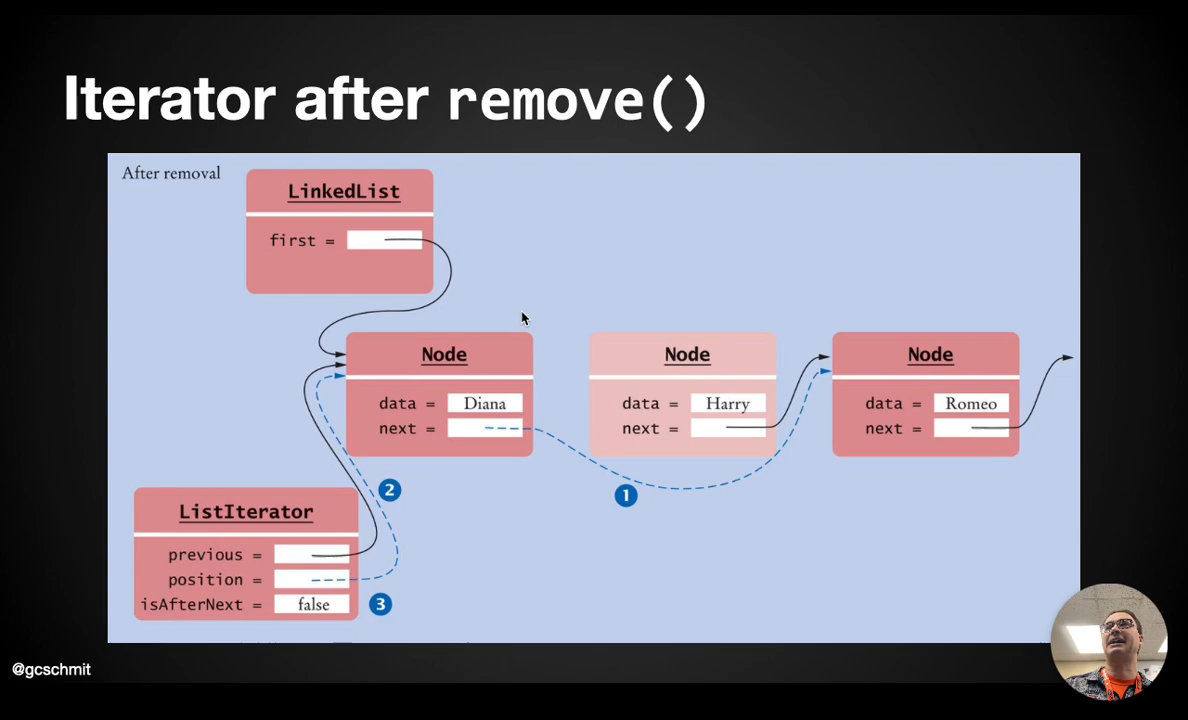 Iterator after remove()
After removal
LinkedList
first =
Node
data = Diana
next =
Node
data = Harry
next =
Node
data = Romeo
next =
1
2
ListIterator
previous =
position =
isAfterNext = false
3
@gcschmit